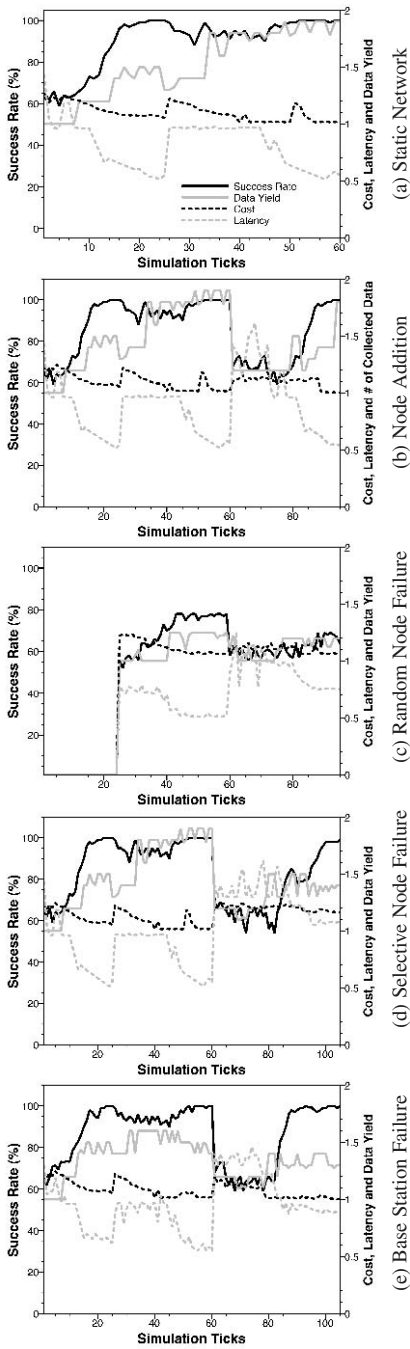 100
80
60
40
20
0
Success Rate (%)
2
1.5
1
0.5
0
Cost, Latency and Data Yield
Success Rate
Data Yield
Cost
Latency
10 20 30 40 50 60
Simulation Ticks
(a) Static Network
100
80
60
40
20
0
Success Rate (%)
2
1.5
1
0.5
0
Cost, Latency and # of Collected Data
20 40 60 80
Simulation Ticks
(b) Node Addition
100
80
60
40
20
Success Rate (%)
2
1.5
1
0.5
0
Cost, Latency and Data Yield
20 40 60 80
Simulation Ticks
(c) Random Node Failure
100
80
60
40
20
0
Success Rate (%)
2
1.5
1
0.5
0
Cost, Latency and Data Yield
20 40 60 80 100
Simulation Ticks
(d) Selective Node Failure
100
80
60
40
20
0
Success Rate (%)
2
1.5
1
0.5
0
Cost, Latency and Data Yield
20 40 60 80 100
Simulation Ticks
(e) Base Station Failure